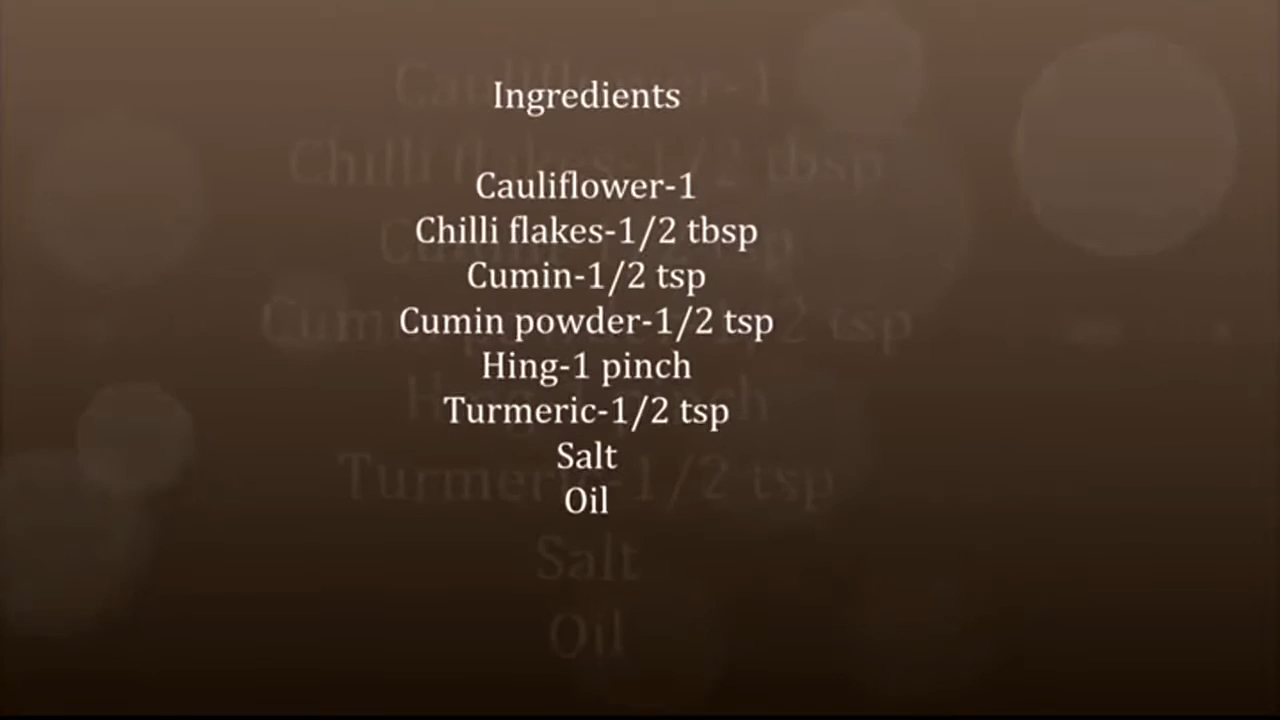 Ingredients
Cauliflower-1
Chilli flakes-1/2 tbsp
Cumin-1/2 tsp
Cumin powder-1/2 tsp
Hing-1 pinch
Turmeric-1/2 tsp
Salt
Oil